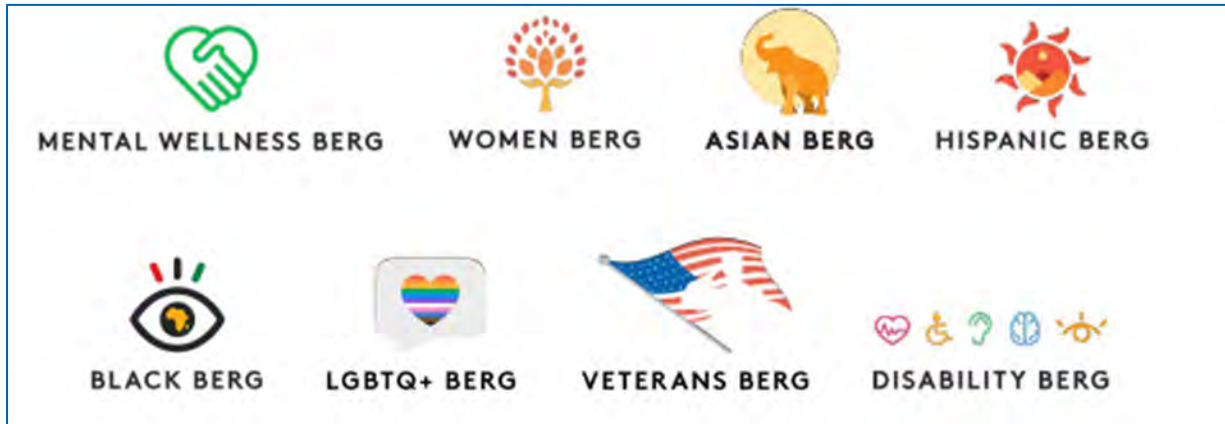 MENTAL WELLNESS BERG
WOMEN BERG
ASIAN BERG
HISPANIC BERG
BLACK BERG
LGBTQ+ BERG
VETERANS BERG
DISABILITY BERG